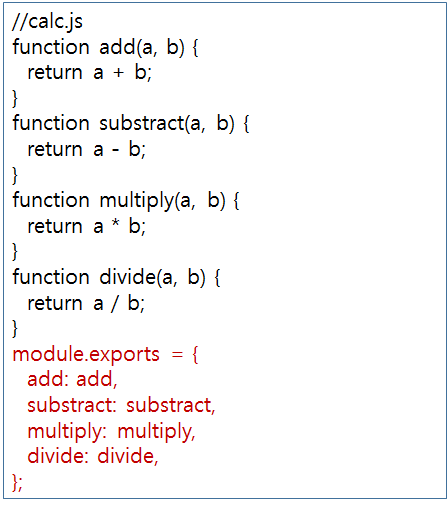 //calc.js
function add(a, b) {
  return a + b;
}
function substract(a, b) {
  return a - b;
}
function multiply(a, b) {
  return a * b;
}
function divide(a, b) {
  return a / b;
}
module.exports = {
  add: add,
  substract: substract,
  multiply: multiply,
  divide: divide,
};